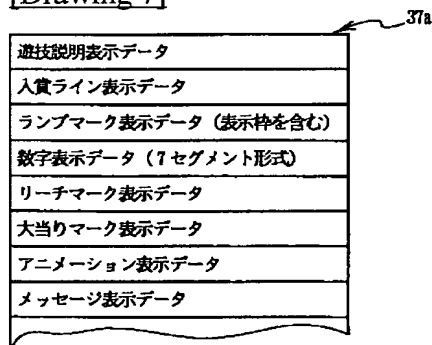 [Drawing 7]
37a
遊技説明表示データ
入賞ライン表示データ
ランプマーク表示データ（表示枠を含む）
数字表示データ（7セグメント形式）
リーチマーク表示データ
大当りマーク表示データ
アニメーション表示データ
メッセージ表示データ